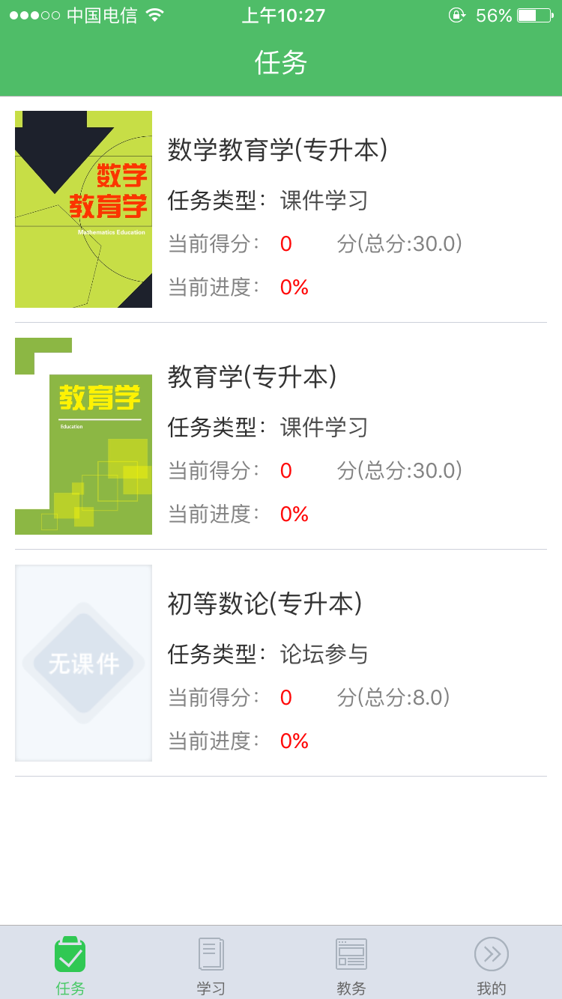 中国电信 上午10:27 56%
任务
数学
教育学
Mathematics Education
数学教育学(专升本)
任务类型： 课件学习
当前得分： 0 分(总分:30.0)
当前进度： 0%
教育学
Education
教育学(专升本)
任务类型： 课件学习
当前得分： 0 分(总分:30.0)
当前进度： 0%
无课件
初等数论(专升本)
任务类型： 论坛参与
当前得分： 0 分(总分:8.0)
当前进度： 0%
任务 学习 教务 我的